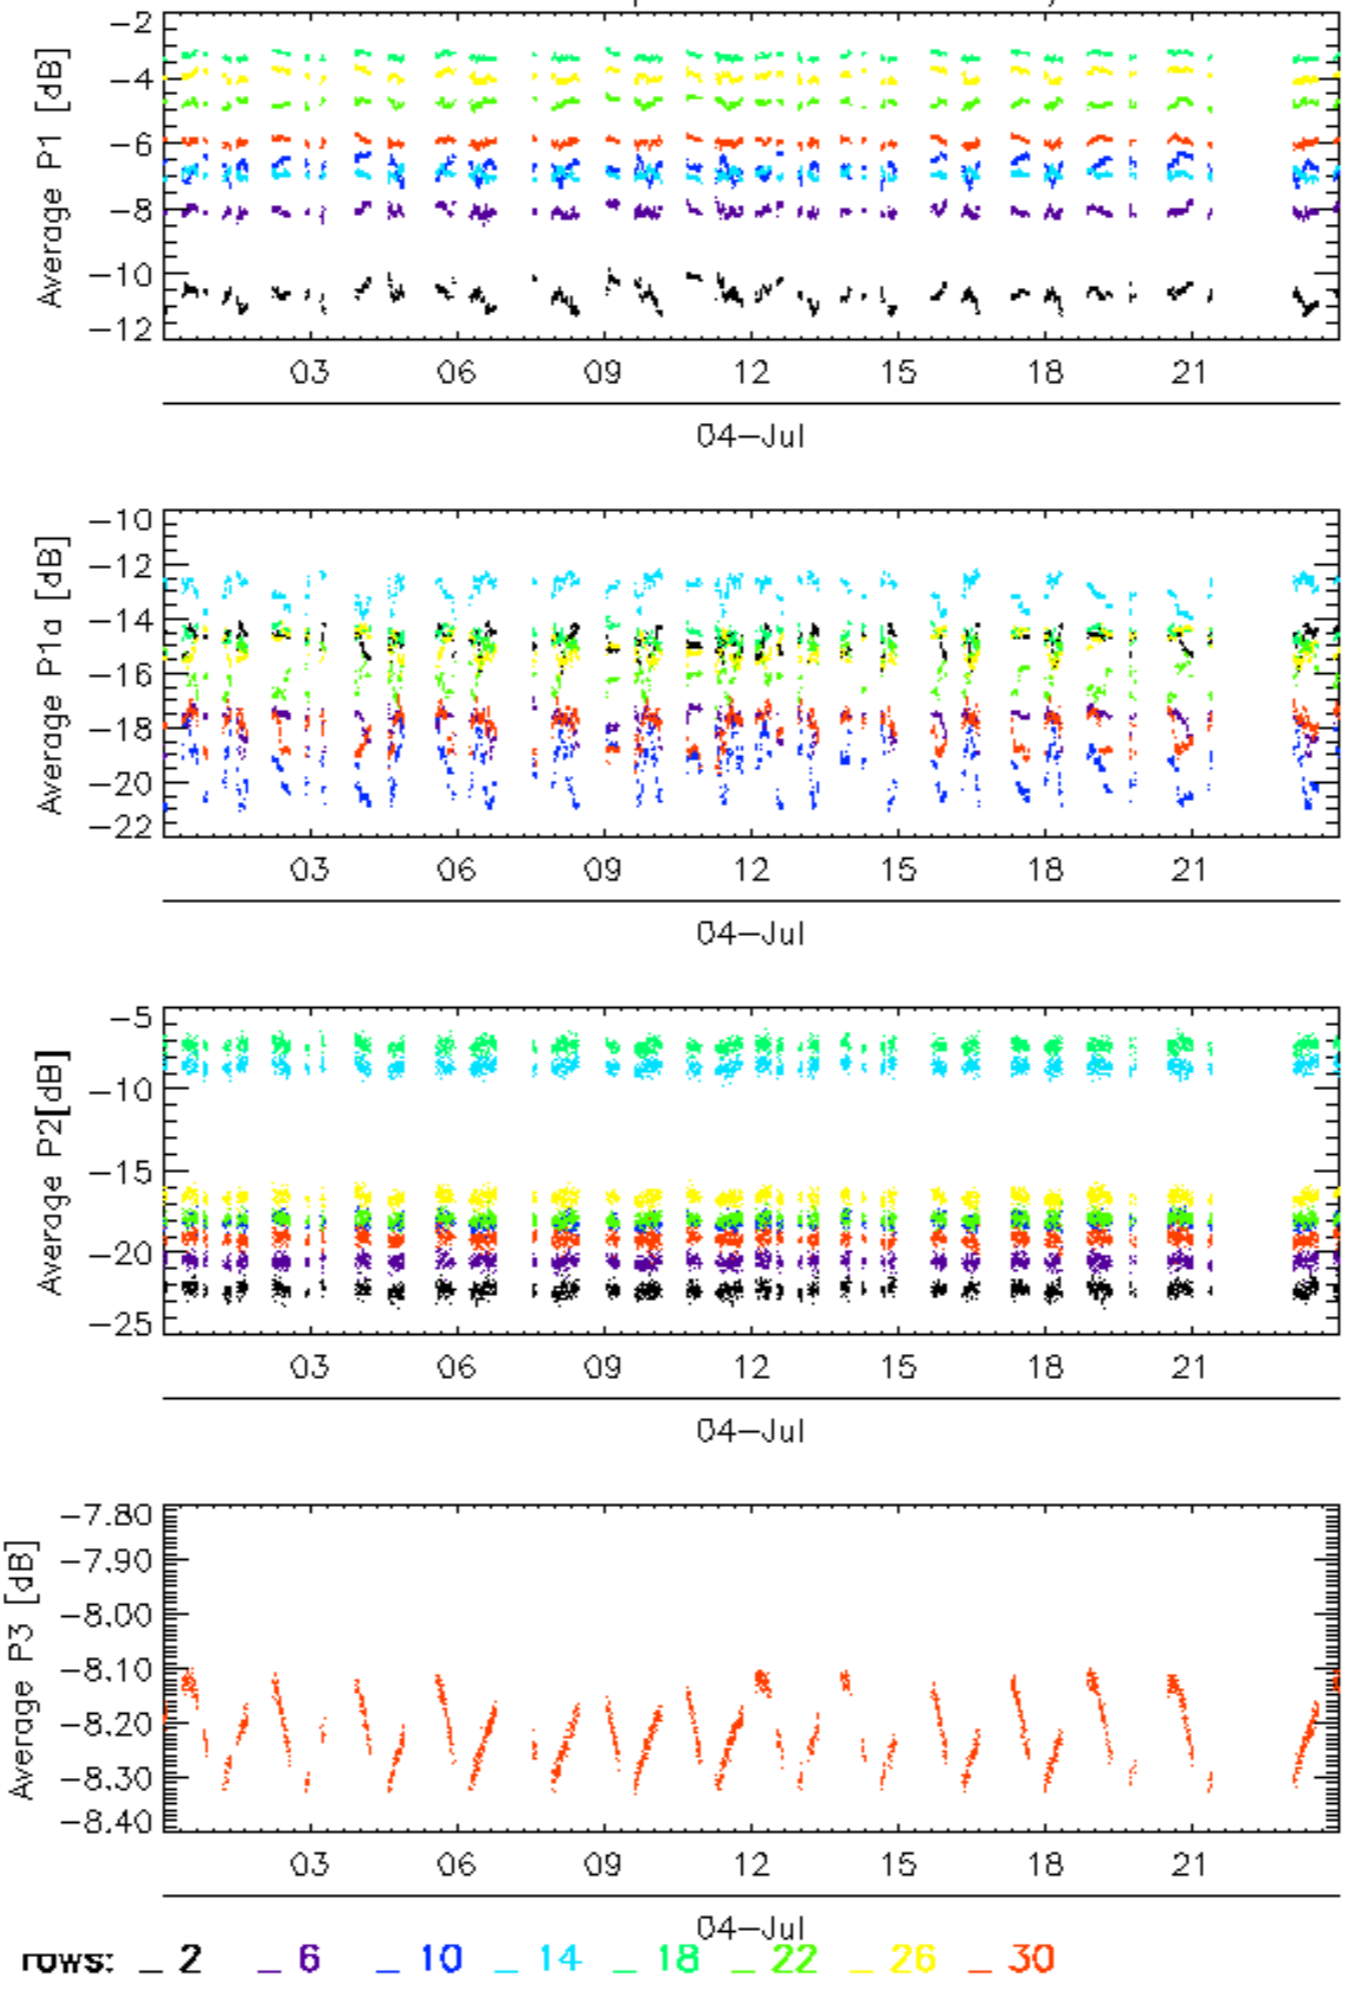 Average P1 [dB]
-2
-4
-6
-8
-10
-12
03 06 09 12 15 18 21
04-Jul
Average P1a [dB]
-10
-12
-14
-16
-18
-20
-22
03 06 09 12 15 18 21
04-Jul
Average P2[dB]
-5
-10
-15
-20
-25
03 06 09 12 15 18 21
04-Jul
Average P3 [dB]
-7.80
-7.90
-8.00
-8.10
-8.20
-8.30
-8.40
03 06 09 12 15 18 21
04-Jul
rows: _ 2 _ 6 _ 10 _ 14 _ 18 _ 22 _ 26 _ 30